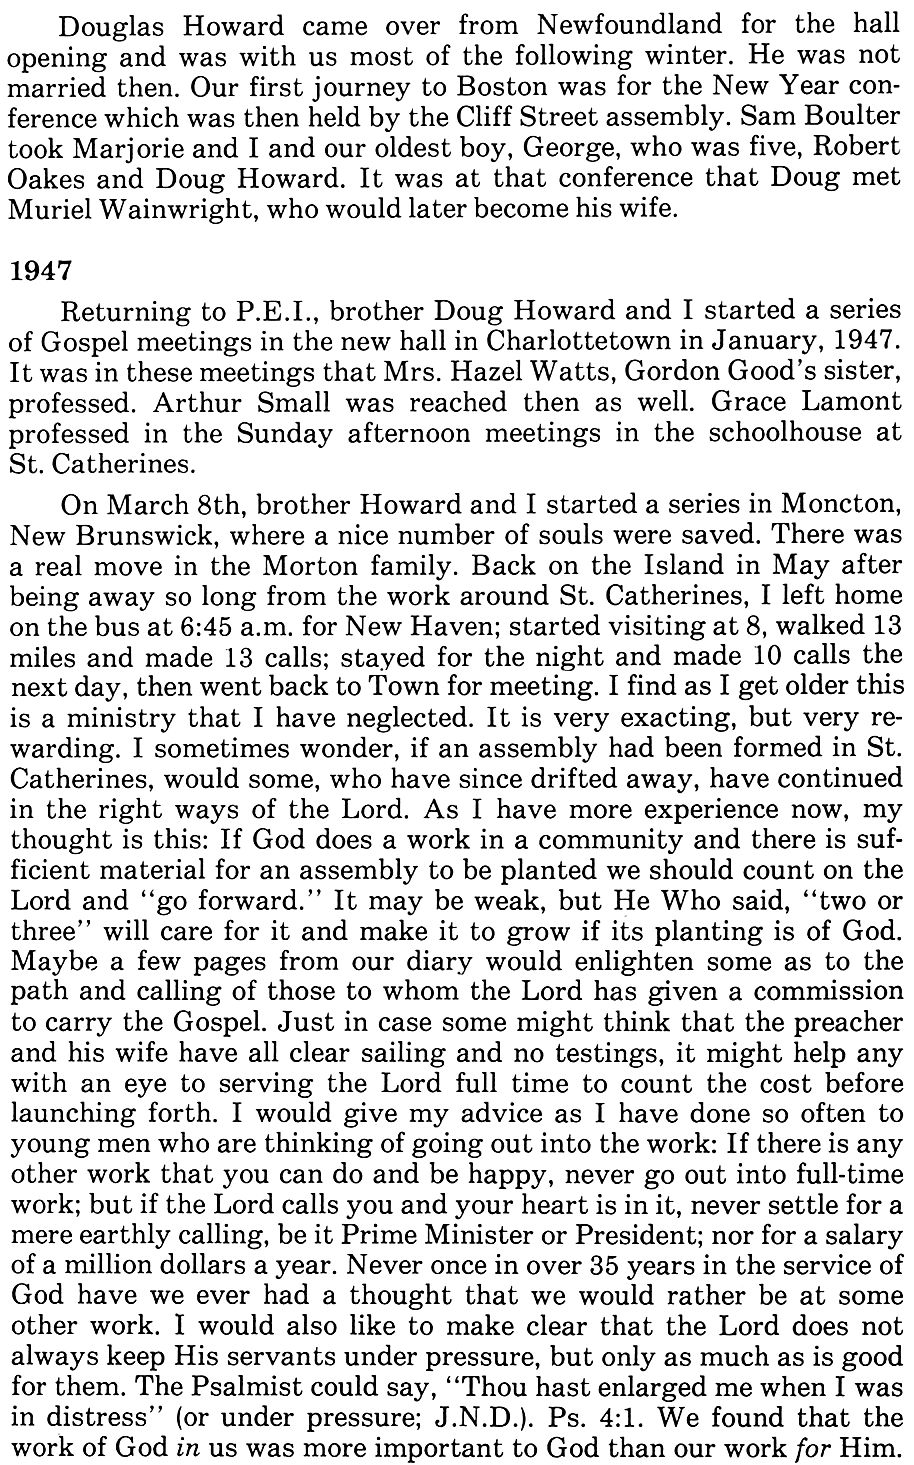 Douglas Howard came over from Newfoundland for the hall
opening and was with us most of the following winter. He was not
married then. Our first journey to Boston was for the New Year con-
ference which was then held by the Cliff Street assembly. Sam Boulter
took Marjorie and I and our oldest boy, George, who was five, Robert
Oakes and Doug Howard. It was at that conference that Doug met
Muriel Wainwright, who would later become his wife.
1947
Returning to P.E.I., brother Doug Howard and I started a series
of Gospel meetings in the new hall in Charlottetown in January, 1947.
It was in these meetings that Mrs. Hazel Watts, Gordon Good's sister,
professed. Arthur Small was reached then as well. Grace Lamont
professed in the Sunday afternoon meetings in the schoolhouse at
St. Catherines.
On March 8th, brother Howard and I started a series in Moncton,
New Brunswick, where a nice number of souls were saved. There was
a real move in the Morton family. Back on the Island in May after
being away so long from the work around St. Catherines, I left home
on the bus at 6:45 a.m. for New Haven; started visiting at 8, walked 13
miles and made 13 calls; stayed for the night and made 10 calls the
next day, then went back to Town for meeting. I find as I get older this
is a ministry that I have neglected. It is very exacting, but very re-
warding. I sometimes wonder, if an assembly had been formed in St.
Catherines, would some, who have since drifted away, have continued
in the right ways of the Lord. As I have more experience now, my
thought is this: If God does a work in a community and there is suf-
ficient material for an assembly to be planted we should count on the
Lord and "go forward." It may be weak, but He Who said, "two or
three" will care for it and make it to grow if its planting is of God.
Maybe a few pages from our diary would enlighten some as to the
path and calling of those to whom the Lord has given a commission
to carry the Gospel. Just in case some might think that the preacher
and his wife have all clear sailing and no testings, it might help any
with an eye to serving the Lord full time to count the cost before
launching forth. I would give my advice as I have done so often to
young men who are thinking of going out into the work: If there is any
other work that you can do and be happy, never go out into full-time
work; but if the Lord calls you and your heart is in it, never settle for a
mere earthly calling, be it Prime Minister or President; nor for a salary
of a million dollars a year. Never once in over 35 years in the service of
God have we ever had a thought that we would rather be at some
other work. I would also like to make clear that the Lord does not
always keep His servants under pressure, but only as much as is good
for them. The Psalmist could say, "Thou hast enlarged me when I was
in distress" (or under pressure; J.N.D.). Ps. 4:1. We found that the
work of God in us was more important to God than our work for Him.